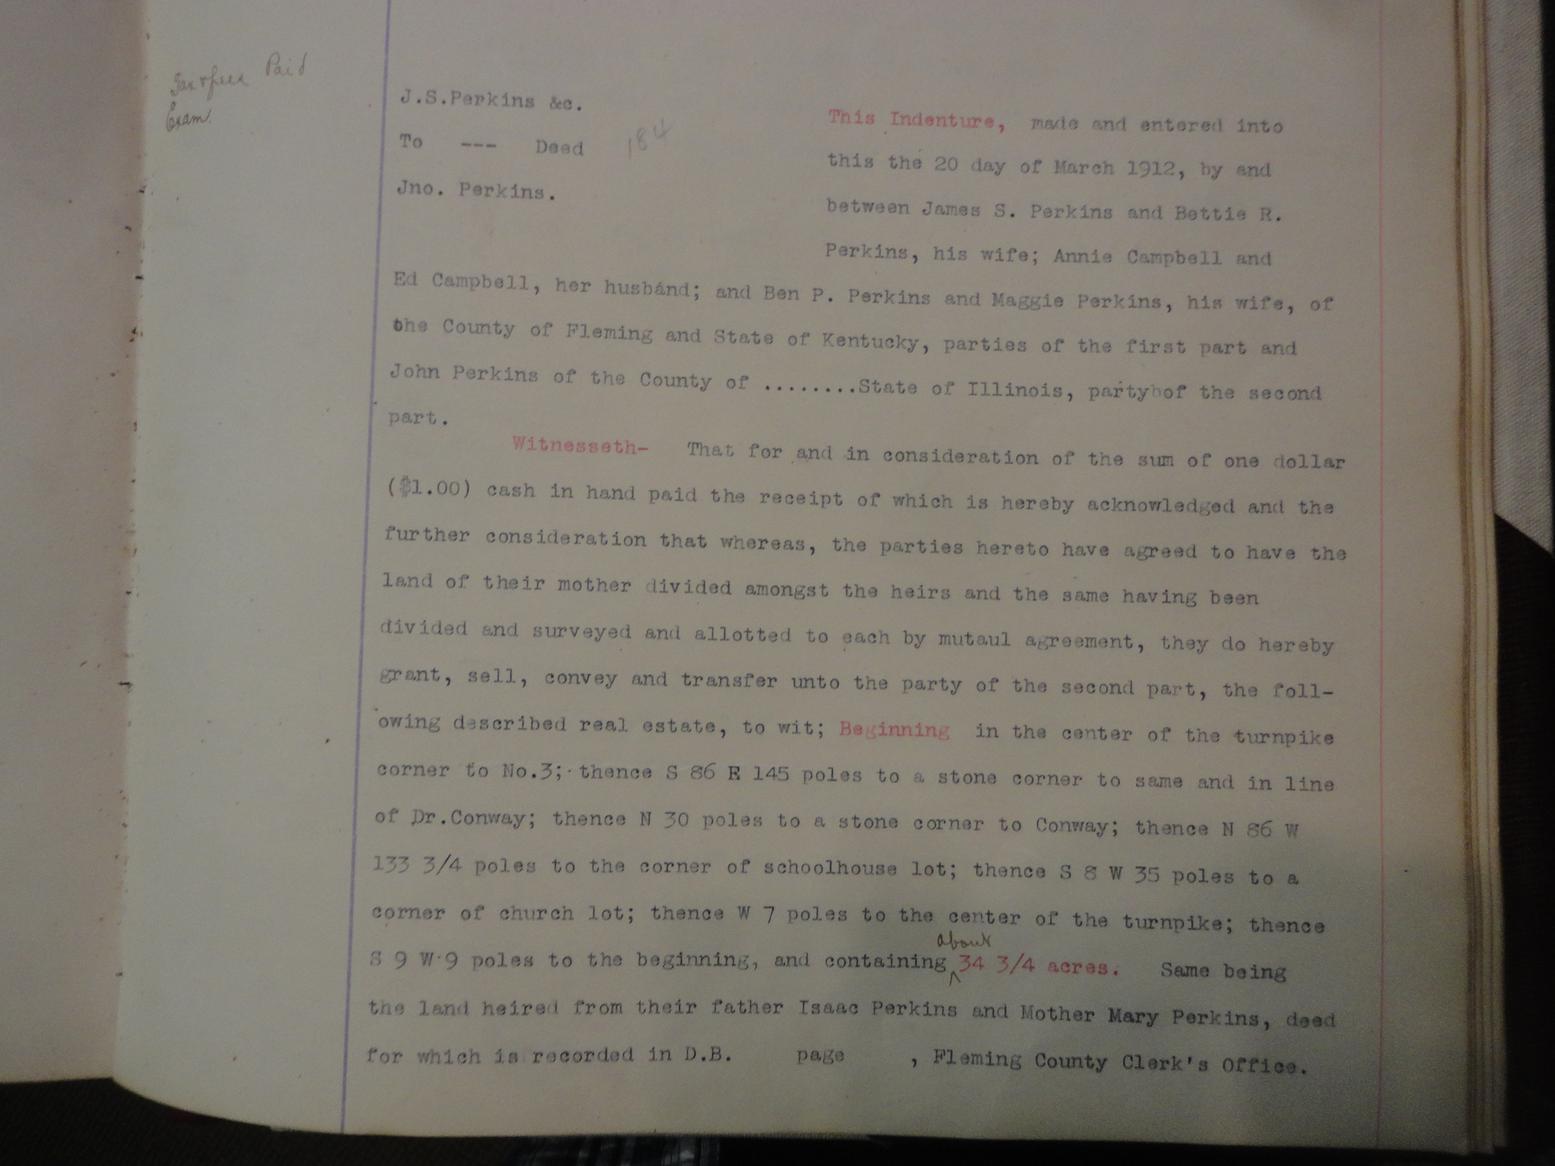 Tax & fees Paid
Exam.
J.S.Perkins &c.
To --- Deed 184
Jno. Perkins.
This Indenture, made and entered into
this the 20 day of March 1912, by and
between James S. Perkins and Bettie R.
Perkins, his wife; Annie Campbell and
Ed Campbell, her husband; and Ben P. Perkins and Maggie Perkins, his wife, of
the County of Fleming and State of Kentucky, parties of the first part and
John Perkins of the County of ........State of Illinois, partyhof the second
part.
Witnesseth- That for and in consideration of the sum of one dollar
($1.00) cash in hand paid the receipt of which is hereby acknowledged and the
further consideration that whereas, the parties hereto have agreed to have the
land of their mother divided amongst the heirs and the same having been
divided and surveyed and allotted to each by mutaul agreement, they do hereby
grant, sell, convey and transfer unto the party of the second part, the foll-
owing described real estate, to wit; Beginning in the center of the turnpike
corner to No.3; thence S 86 E 145 poles to a stone corner to same and in line
of Dr.Conway; thence N 30 poles to a stone corner to Conway; thence N 86 W
133 3/4 poles to the corner of schoolhouse lot; thence S 8 W 35 poles to a
corner of church lot; thence W 7 poles to the center of the turnpike; thence
about
S 9 W 9 poles to the beginning, and containing 34 3/4 acres. Same being
the land heired from their father Isaac Perkins and Mother Mary Perkins, deed
for which is recorded in D.B. page , Fleming County Clerk's Office.